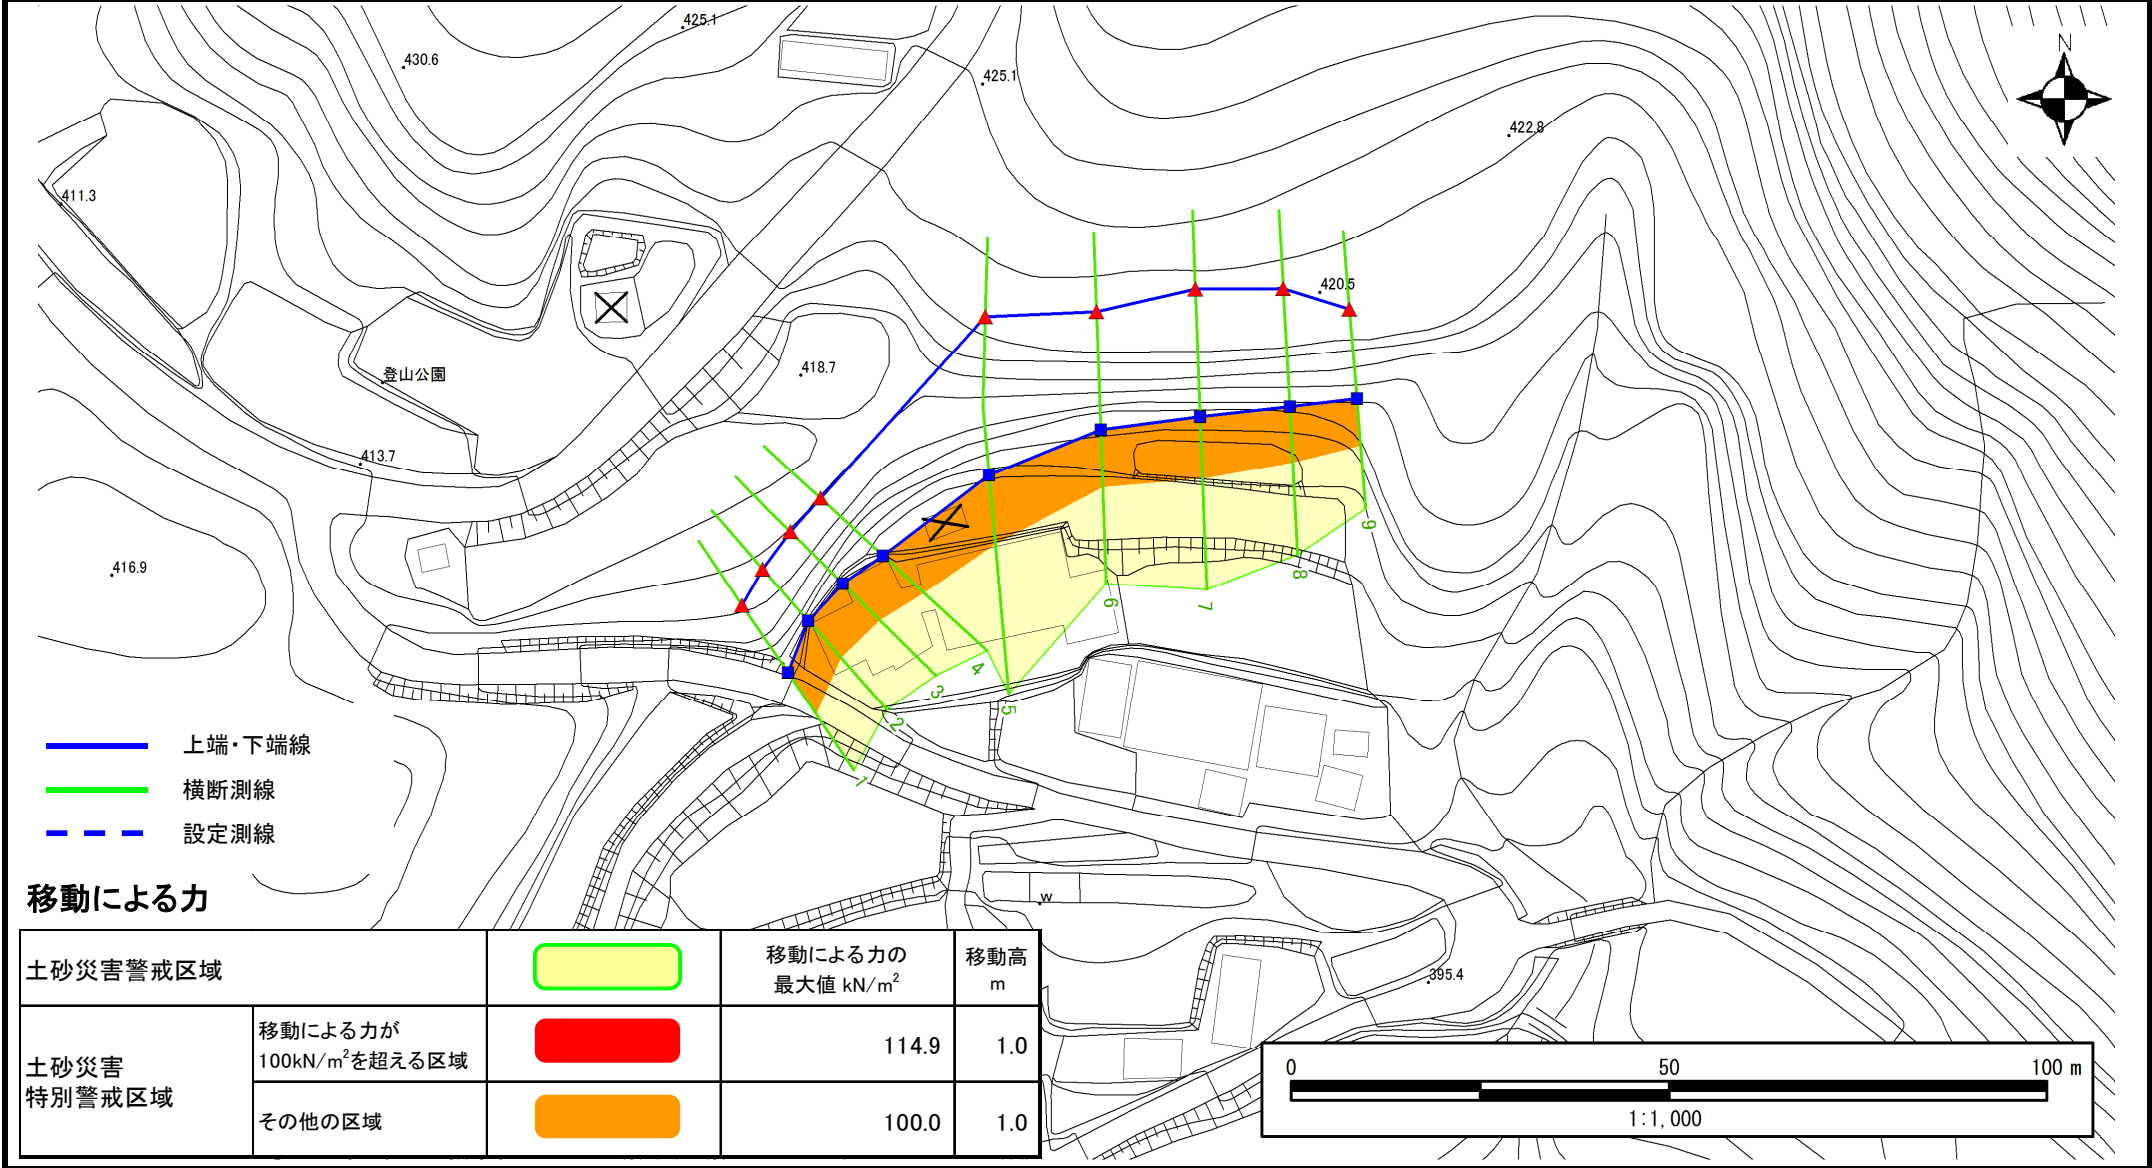 425.1
430.6
425.1
N
422.8
411.3
420.5
418.7
登山公園
413.7
416.9
9
8
7
6
5
4
3
2
1
上端・下端線
横断測線
設定測線
移動による力
w
395.4
土砂災害警戒区域
移動による力の
最大値 kN/m²
移動高
m
土砂災害
特別警戒区域
移動による力が
100kN/m²を超える区域
114.9
1.0
その他の区域
100.0
1.0
0 50 100 m
1:1,000